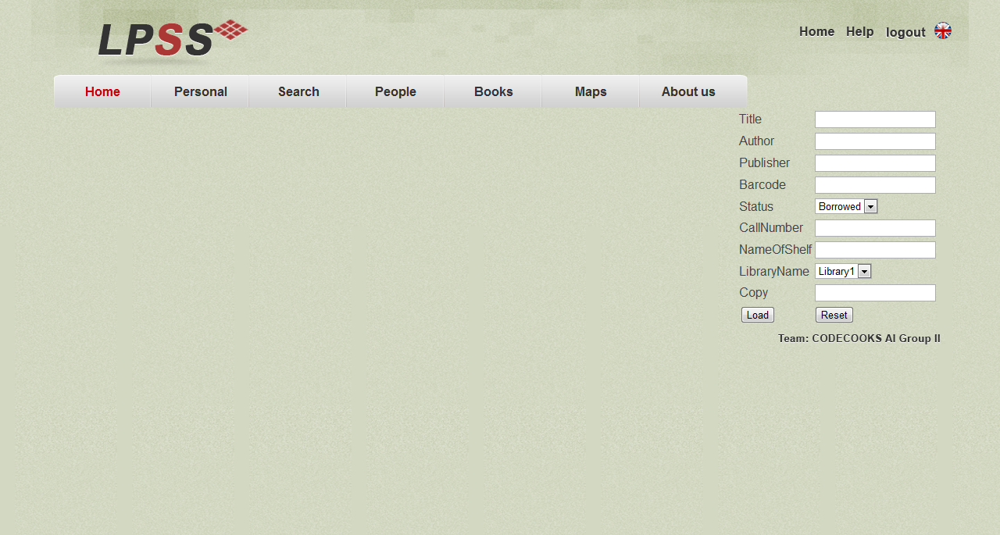 LPSS
Home Help logout
Home Personal Search People Books Maps About us
Title
Author
Publisher
Barcode
Status Borrowed
CallNumber
NameOfShelf
LibraryName Library1
Copy
Load Reset
Team: CODECOOKS AI Group II